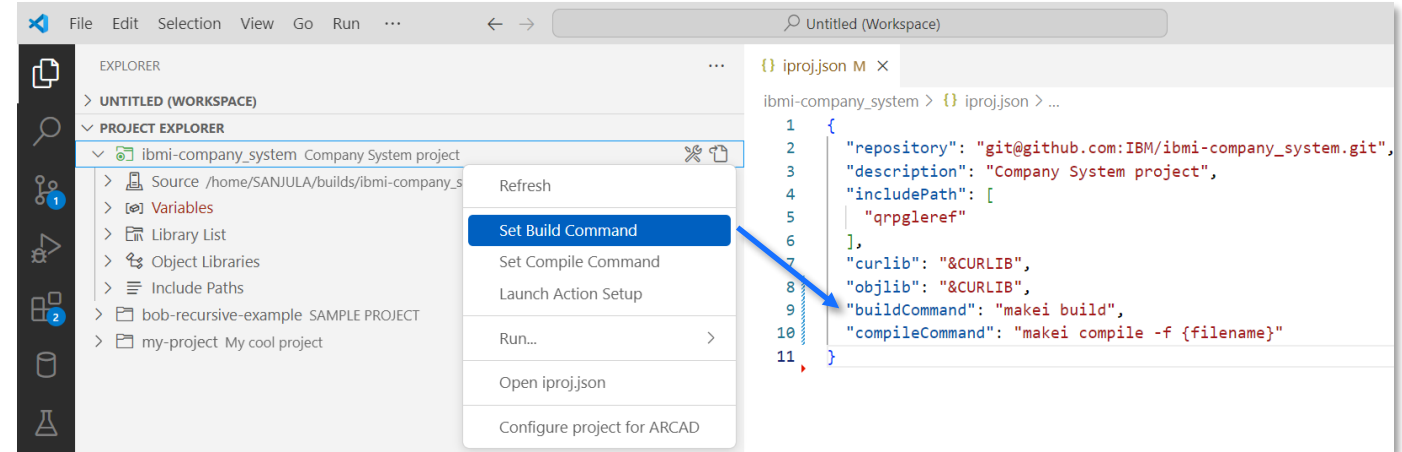 File Edit Selection View Go Run ··· ← → Untitled (Workspace)
EXPLORER ···
UNTITLED (WORKSPACE)
PROJECT EXPLORER
ibmi-company_system Company System project
Source /home/SANJULA/builds/ibmi-company_s
Variables
Library List
Object Libraries
Include Paths
bob-recursive-example SAMPLE PROJECT
my-project My cool project
1
2
Refresh
Set Build Command
Set Compile Command
Launch Action Setup
Run...
Open iproj.json
Configure project for ARCAD
{} iproj.json M ×
ibmi-company_system > {} iproj.json > ...
1 {
2 "repository": "git@github.com:IBM/ibmi-company_system.git",
3 "description": "Company System project",
4 "includePath": [
5 "qrpgleref"
6 ],
7 "curlib": "&CURLIB",
8 "objlib": "&CURLIB",
9 "buildCommand": "makei build",
10 "compileCommand": "makei compile -f {filename}"
11 }